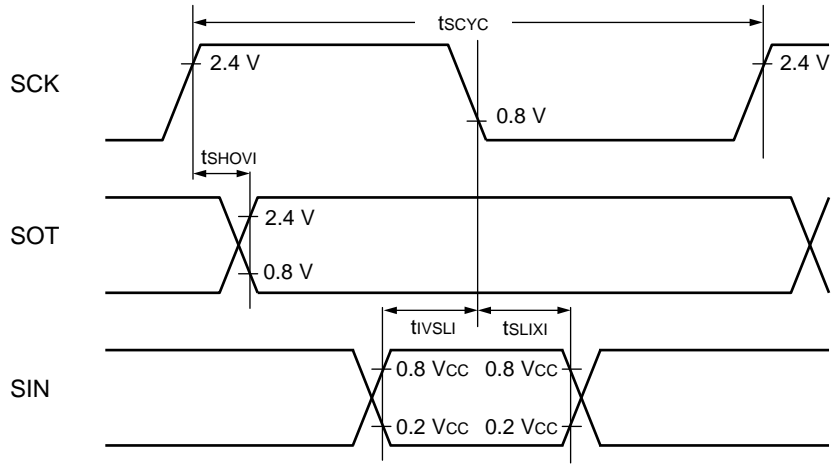 tSCYC
SCK
2.4 V
2.4 V
0.8 V
tSHOVI
SOT
2.4 V
0.8 V
tIVSLI
tSLIXI
SIN
0.8 VCC
0.8 VCC
0.2 VCC
0.2 VCC